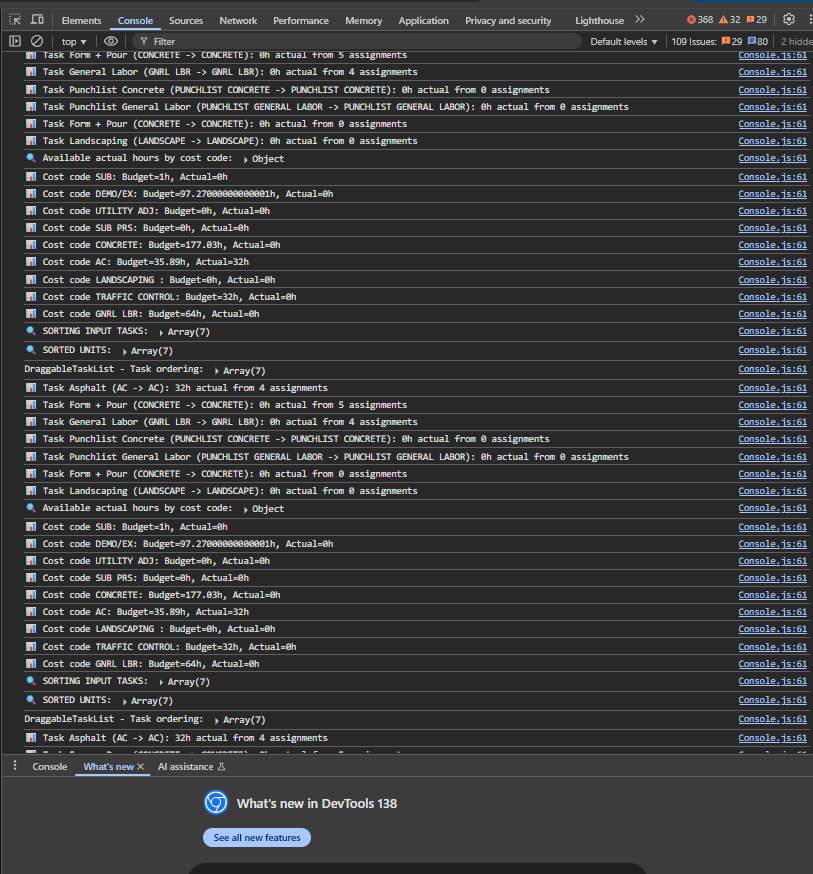 Elements Console Sources Network Performance Memory Application Privacy and security Lighthouse 368 32 29
top Filter Default levels 109 Issues: 29 80 2 hidde
Task Form + Pour (CONCRETE -> CONCRETE): 0h actual from 5 assignments Console.js:61
Task General Labor (GNRL LBR -> GNRL LBR): 0h actual from 4 assignments Console.js:61
Task Punchlist Concrete (PUNCHLIST CONCRETE -> PUNCHLIST CONCRETE): 0h actual from 0 assignments Console.js:61
Task Punchlist General Labor (PUNCHLIST GENERAL LABOR -> PUNCHLIST GENERAL LABOR): 0h actual from 0 assignments Console.js:61
Task Form + Pour (CONCRETE -> CONCRETE): 0h actual from 0 assignments Console.js:61
Task Landscaping (LANDSCAPE -> LANDSCAPE): 0h actual from 0 assignments Console.js:61
Available actual hours by cost code: Object Console.js:61
Cost code SUB: Budget=1h, Actual=0h Console.js:61
Cost code DEMO/EX: Budget=97.27000000000001h, Actual=0h Console.js:61
Cost code UTILITY ADJ: Budget=0h, Actual=0h Console.js:61
Cost code SUB PRS: Budget=0h, Actual=0h Console.js:61
Cost code CONCRETE: Budget=177.03h, Actual=0h Console.js:61
Cost code AC: Budget=35.89h, Actual=32h Console.js:61
Cost code LANDSCAPING : Budget=0h, Actual=0h Console.js:61
Cost code TRAFFIC CONTROL: Budget=32h, Actual=0h Console.js:61
Cost code GNRL LBR: Budget=64h, Actual=0h Console.js:61
SORTING INPUT TASKS: Array(7) Console.js:61
SORTED UNITS: Array(7) Console.js:61
DraggableTaskList - Task ordering: Array(7) Console.js:61
Task Asphalt (AC -> AC): 32h actual from 4 assignments Console.js:61
Task Form + Pour (CONCRETE -> CONCRETE): 0h actual from 5 assignments Console.js:61
Task General Labor (GNRL LBR -> GNRL LBR): 0h actual from 4 assignments Console.js:61
Task Punchlist Concrete (PUNCHLIST CONCRETE -> PUNCHLIST CONCRETE): 0h actual from 0 assignments Console.js:61
Task Punchlist General Labor (PUNCHLIST GENERAL LABOR -> PUNCHLIST GENERAL LABOR): 0h actual from 0 assignments Console.js:61
Task Form + Pour (CONCRETE -> CONCRETE): 0h actual from 0 assignments Console.js:61
Task Landscaping (LANDSCAPE -> LANDSCAPE): 0h actual from 0 assignments Console.js:61
Available actual hours by cost code: Object Console.js:61
Cost code SUB: Budget=1h, Actual=0h Console.js:61
Cost code DEMO/EX: Budget=97.27000000000001h, Actual=0h Console.js:61
Cost code UTILITY ADJ: Budget=0h, Actual=0h Console.js:61
Cost code SUB PRS: Budget=0h, Actual=0h Console.js:61
Cost code CONCRETE: Budget=177.03h, Actual=0h Console.js:61
Cost code AC: Budget=35.89h, Actual=32h Console.js:61
Cost code LANDSCAPING : Budget=0h, Actual=0h Console.js:61
Cost code TRAFFIC CONTROL: Budget=32h, Actual=0h Console.js:61
Cost code GNRL LBR: Budget=64h, Actual=0h Console.js:61
SORTING INPUT TASKS: Array(7) Console.js:61
SORTED UNITS: Array(7) Console.js:61
DraggableTaskList - Task ordering: Array(7) Console.js:61
Task Asphalt (AC -> AC): 32h actual from 4 assignments Console.js:61
Console What's new AI assistance
What's new in DevTools 138
See all new features